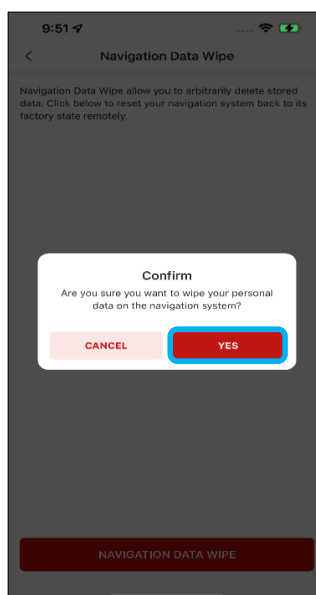 9:51
Navigation Data Wipe
Navigation Data Wipe allow you to arbitrarily delete stored
data. Click below to reset your navigation system back to its
factory state remotely.
Confirm
Are you sure you want to wipe your personal
data on the navigation system?
CANCEL YES
NAVIGATION DATA WIPE